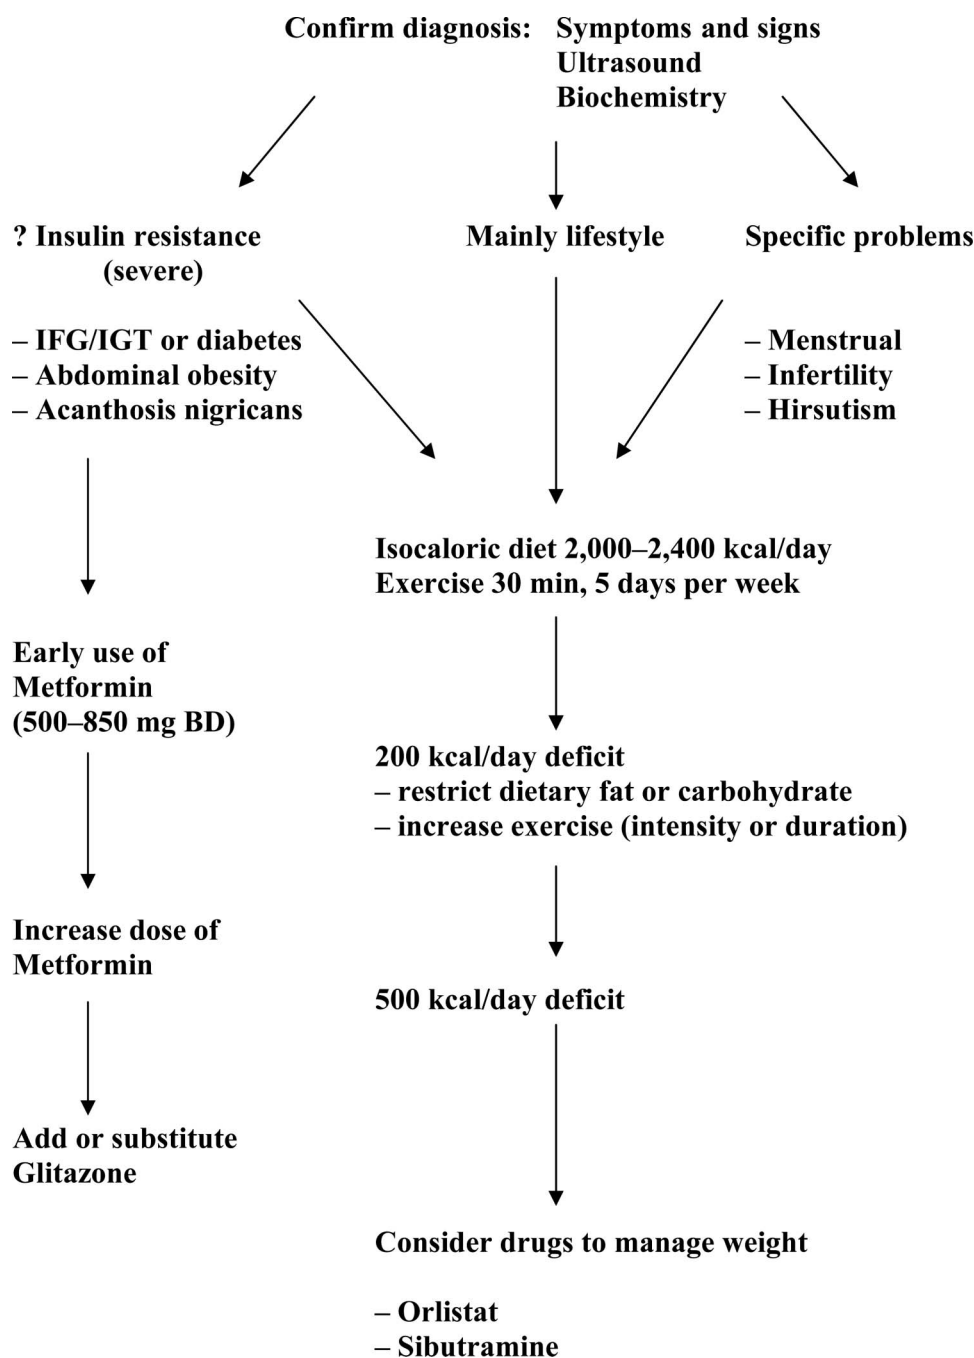 Confirm diagnosis: Symptoms and signs
Ultrasound
Biochemistry
? Insulin resistance
(severe)
– IFG/IGT or diabetes
– Abdominal obesity
– Acanthosis nigricans
Mainly lifestyle
Specific problems
– Menstrual
– Infertility
– Hirsutism
Isocaloric diet 2,000–2,400 kcal/day
Exercise 30 min, 5 days per week
Early use of
Metformin
(500–850 mg BD)
200 kcal/day deficit
– restrict dietary fat or carbohydrate
– increase exercise (intensity or duration)
Increase dose of
Metformin
500 kcal/day deficit
Add or substitute
Glitazone
Consider drugs to manage weight
– Orlistat
– Sibutramine